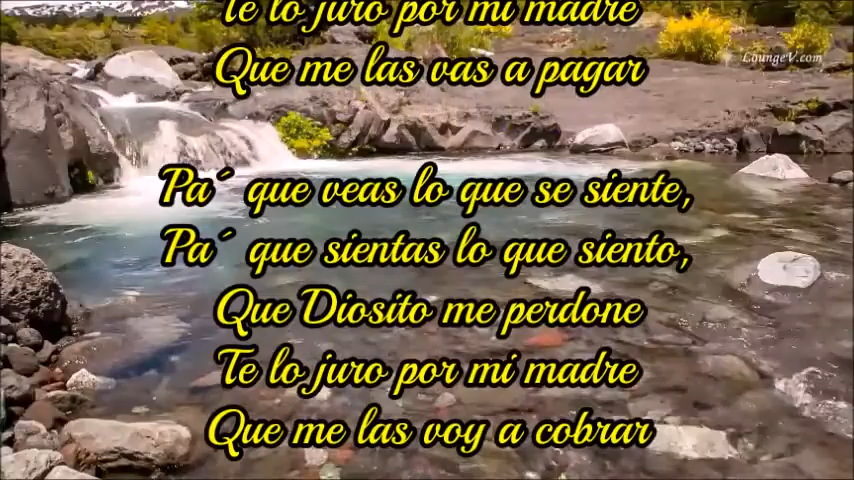 Te lo juro por mi madre
Que me las vas a pagar
LoungeV.com
Pa´ que veas lo que se siente,
Pa´ que sientas lo que siento,
Que Diosito me perdone
Te lo juro por mi madre
Que me las voy a cobrar